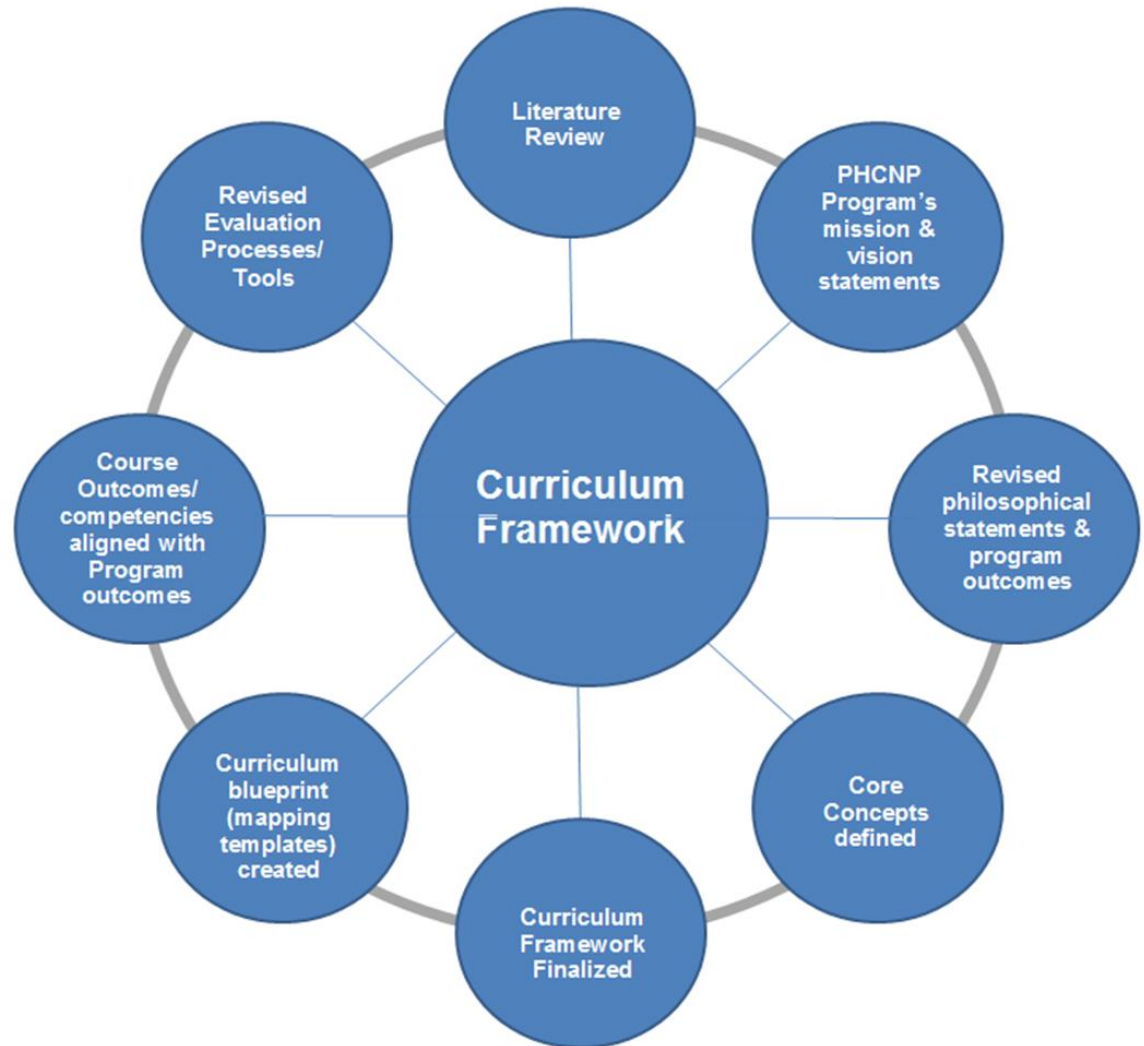 Literature
Review
PHCNP
Program's
mission &
vision
statements
Revised
philosophical
statements &
program
outcomes
Core
Concepts
defined
Curriculum
Framework
Finalized
Curriculum
blueprint
(mapping
templates)
created
Course
Outcomes/
competencies
aligned with
Program
outcomes
Revised
Evaluation
Processes/
Tools
Curriculum
Framework